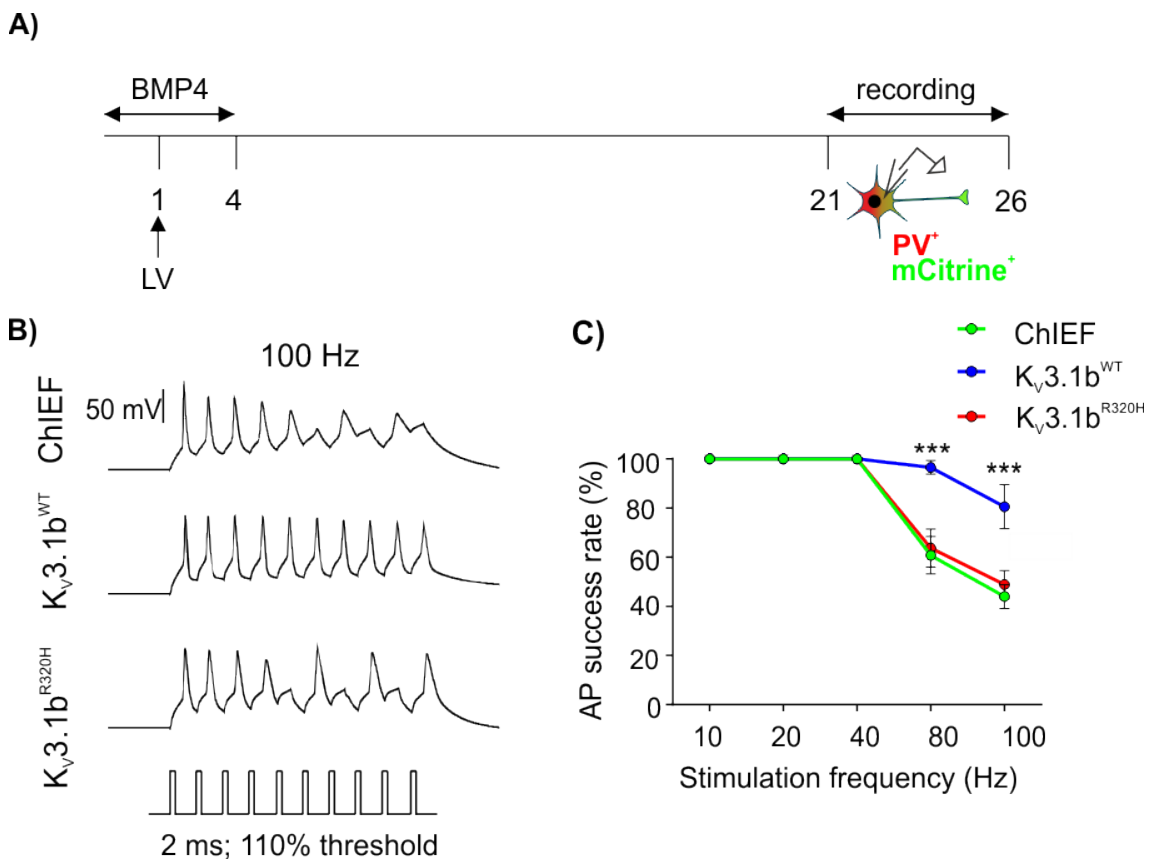 A)
BMP4
recording
1
4
21
26
LV
PV⁺
mCitrine⁺
B)
100 Hz
50 mV
ChIEF
Kᵥ3.1bᵂᵀ
Kᵥ3.1bᴿ³²⁰ᴴ
2 ms; 110% threshold
C)
ChIEF
Kᵥ3.1bᵂᵀ
Kᵥ3.1bᴿ³²⁰ᴴ
*** ***
AP success rate (%)
100
80
60
40
20
0
10 20 40 80 100
Stimulation frequency (Hz)